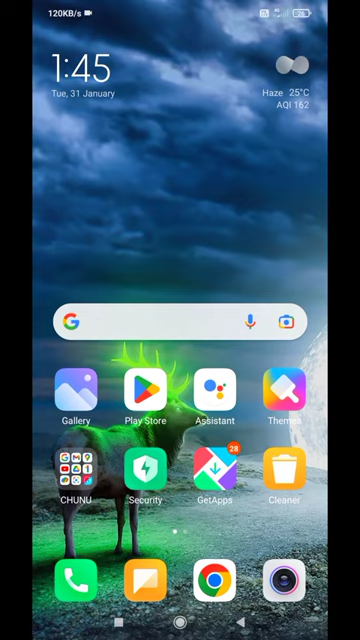 120KB/s
1:45
Tue, 31 January
Haze 25°C
AQI 162
Gallery
Play Store
Assistant
Themes
28
CHUNU
Security
GetApps
Cleaner